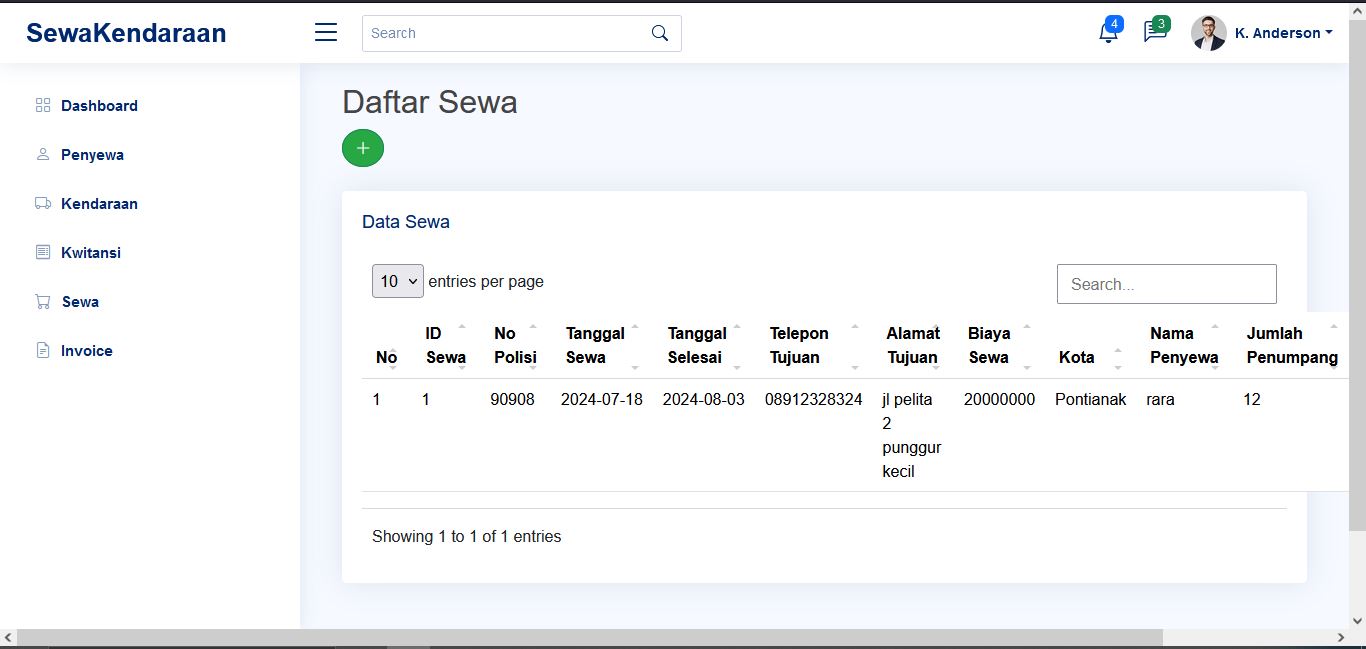 SewaKendaraan
Search
4
3
K. Anderson
Dashboard
Penyewa
Kendaraan
Kwitansi
Sewa
Invoice
Daftar Sewa
+
Data Sewa
10 entries per page
Search...
No ID Sewa No Polisi Tanggal Sewa Tanggal Selesai Telepon Tujuan Alamat Tujuan Biaya Sewa Kota Nama Penyewa Jumlah Penumpang
1 1 90908 2024-07-18 2024-08-03 08912328324 jl pelita 2 punggur kecil 20000000 Pontianak rara 12
Showing 1 to 1 of 1 entries